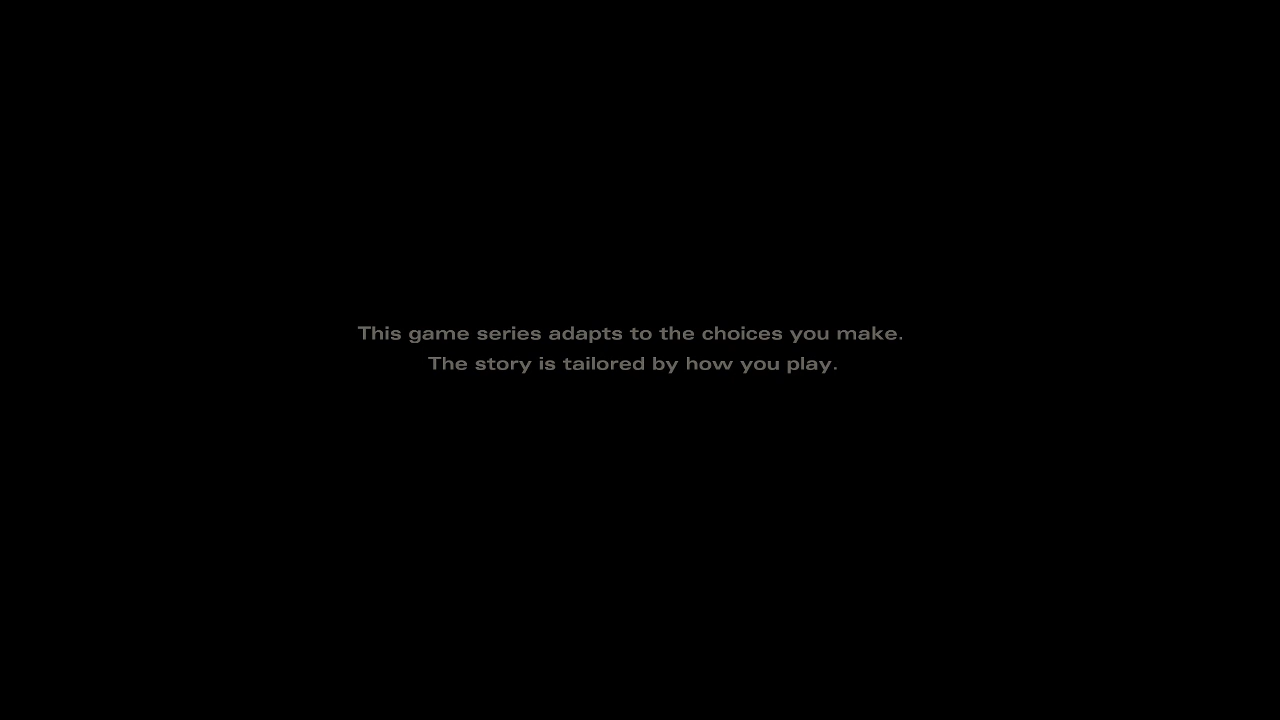 This game series adapts to the choices you make.
The story is tailored by how you play.